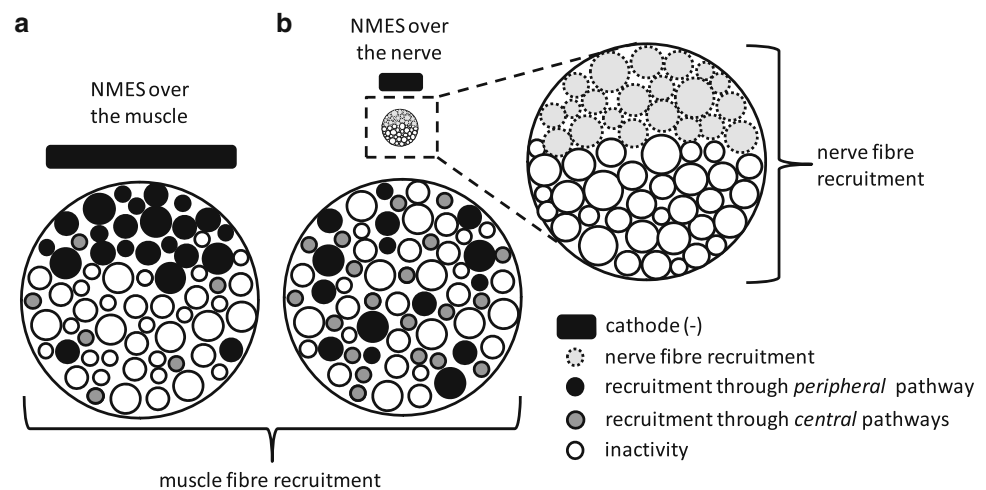 a
NMES over
the muscle
b
NMES over
the nerve
nerve fibre
recruitment
cathode (-)
nerve fibre recruitment
recruitment through peripheral pathway
recruitment through central pathways
inactivity
muscle fibre recruitment